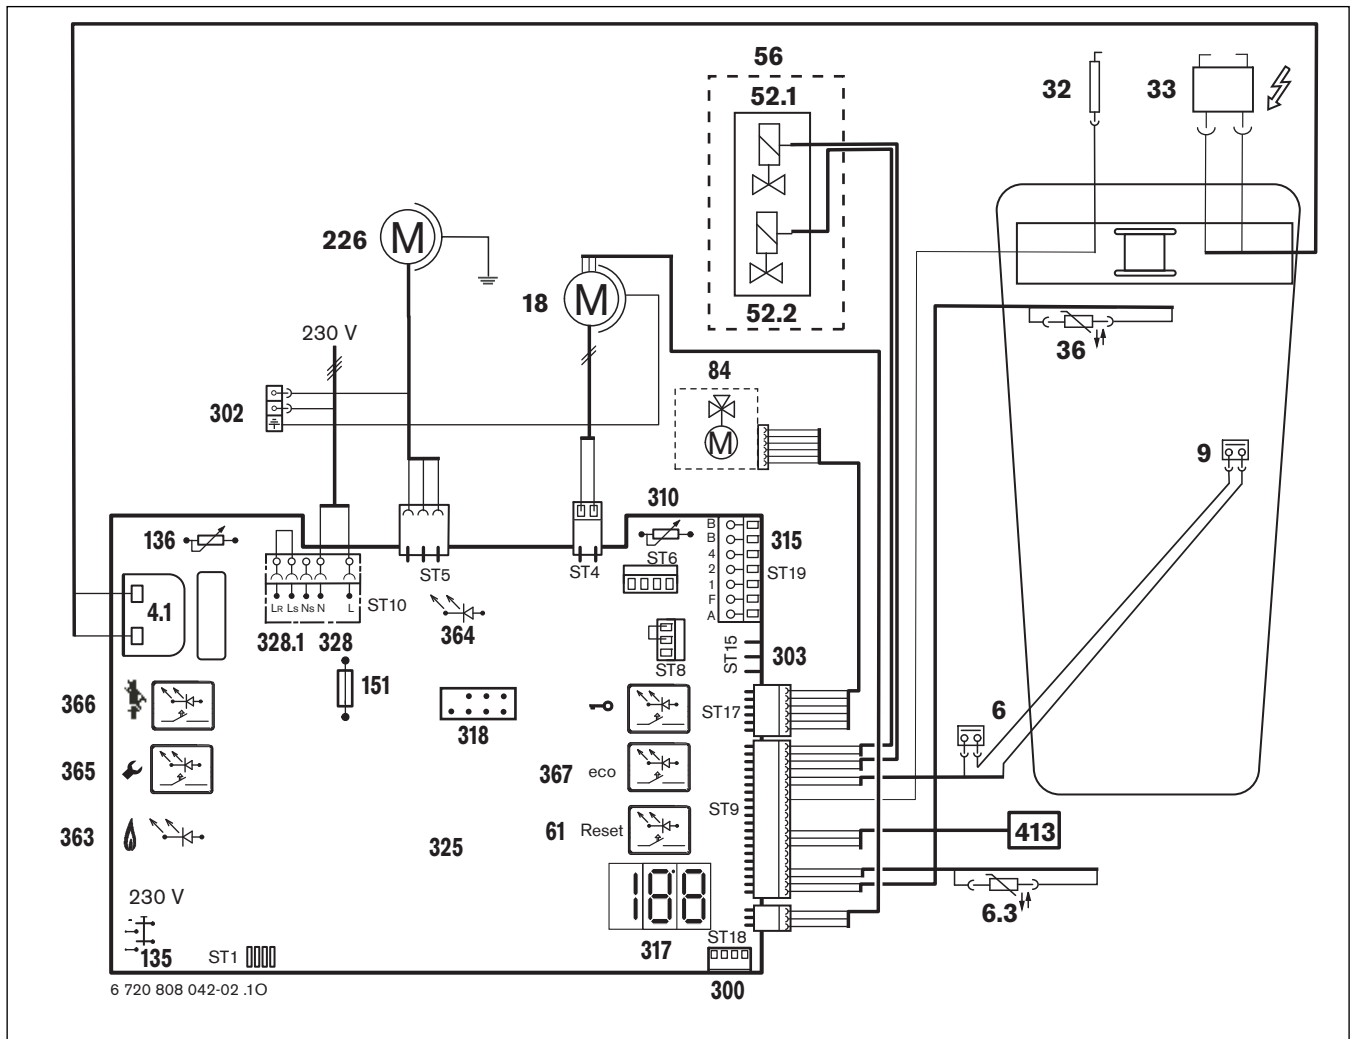 56
52.1
32
33
226
M
18
M
52.2
230 V
36
84
302
M
9
310
136
B
B
4
2
1
F
A
315
ST6
ST19
ST5
ST4
4.1
LR LS NS N L
ST10
328.1
328
364
ST15
303
ST8
151
366
318
ST17
6
365
367
eco
ST9
363
325
61
Reset
413
188
6.3
230 V
135
ST1
317
ST18
300
6 720 808 042-02 .1O